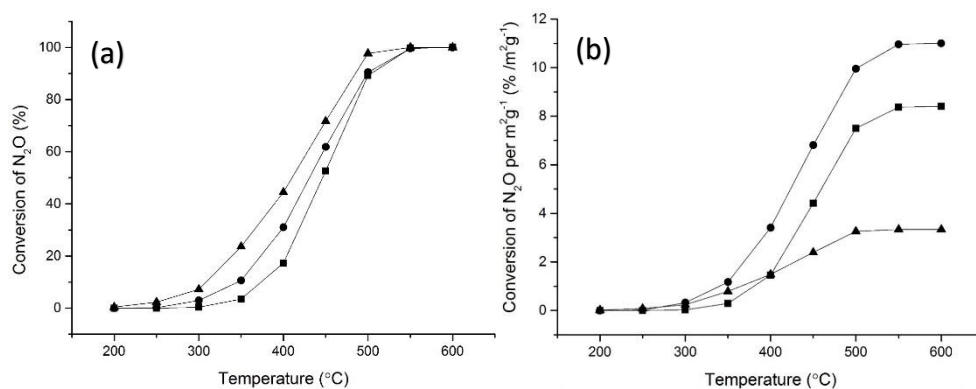 (a)
Conversion of N₂O (%)
100
80
60
40
20
0
200 300 400 500 600
Temperature (°C)
(b)
Conversion of N₂O per m²g⁻¹ (% /m²g⁻¹)
12
10
8
6
4
2
0
200 300 400 500 600
Temperature (°C)